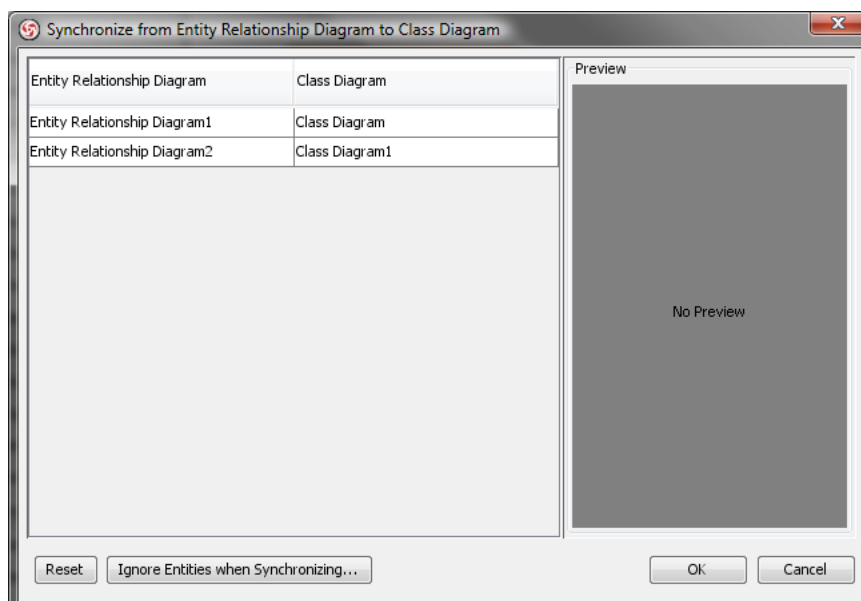 Synchronize from Entity Relationship Diagram to Class Diagram
Entity Relationship Diagram Class Diagram
Entity Relationship Diagram1 Class Diagram
Entity Relationship Diagram2 Class Diagram1
Preview
No Preview
Reset Ignore Entities when Synchronizing... OK Cancel